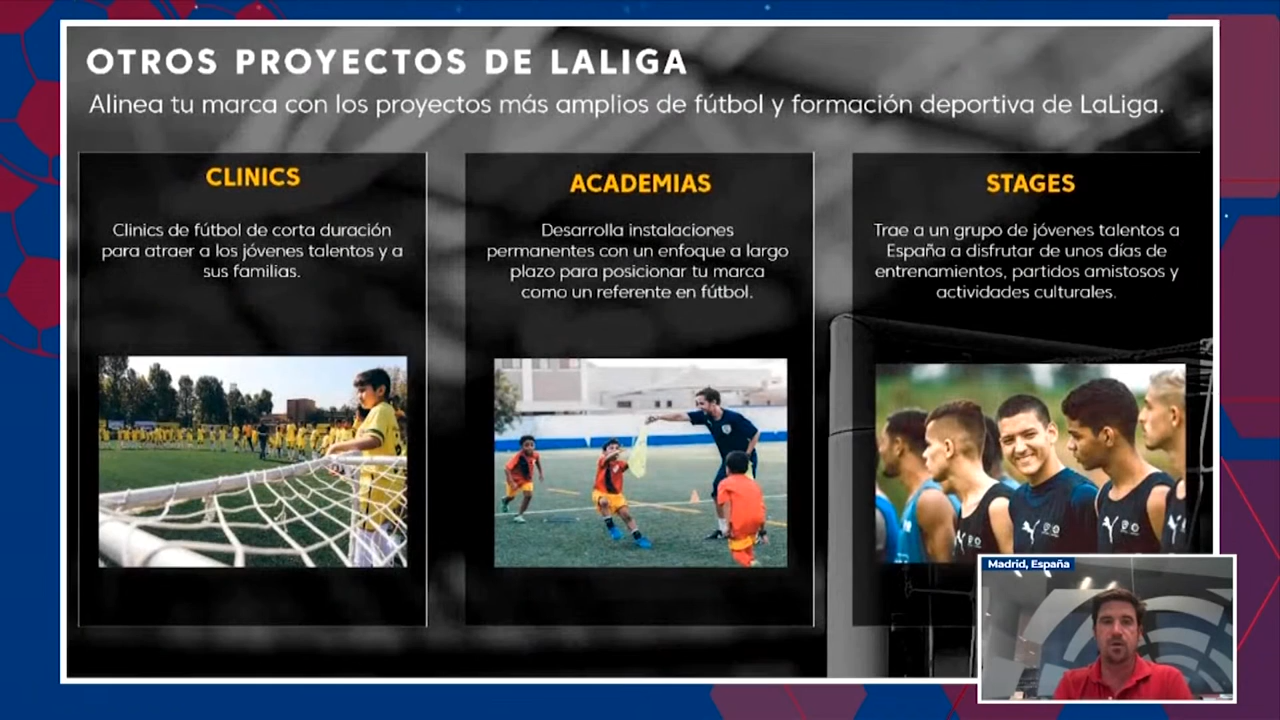 OTROS PROYECTOS DE LALIGA
Alinea tu marca con los proyectos más amplios de fútbol y formación deportiva de LaLiga.
CLINICS
Clinics de fútbol de corta duración
para atraer a los jóvenes talentos y a
sus familias.
ACADEMIAS
Desarrolla instalaciones
permanentes con un enfoque a largo
plazo para posicionar tu marca
como un referente en fútbol.
STAGES
Trae a un grupo de jóvenes talentos a
España a disfrutar de unos días de
entrenamientos, partidos amistosos y
actividades culturales.
Madrid, España